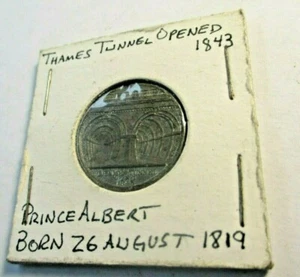 THAMES TUNNEL OPENED
1843
PRINCE ALBERT
BORN 26 AUGUST 1819